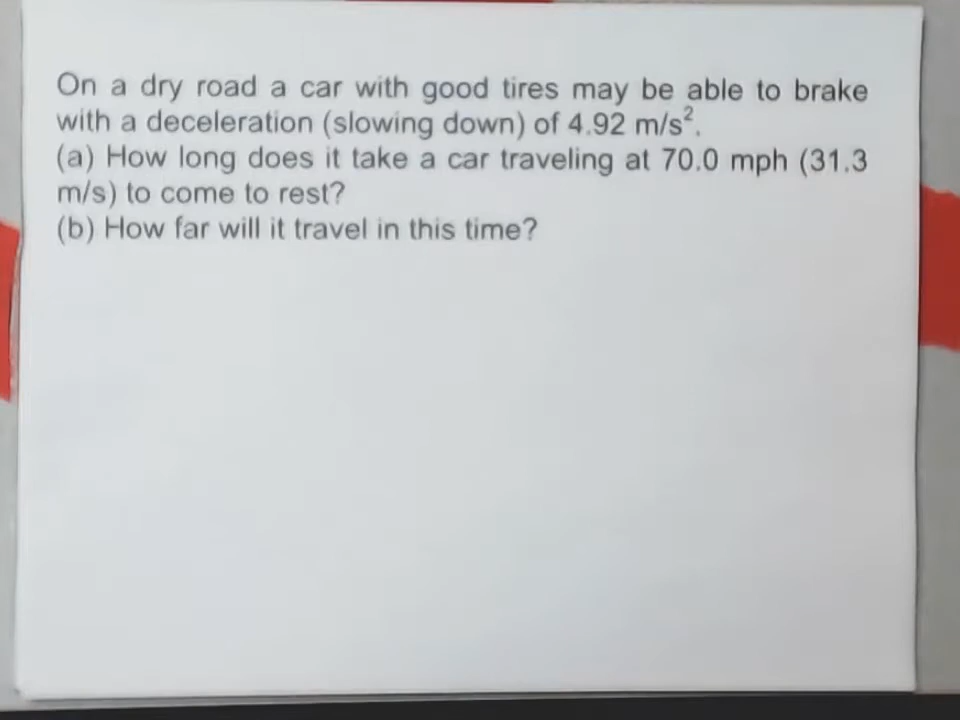 On a dry road a car with good tires may be able to brake
with a deceleration (slowing down) of 4.92 m/s².
(a) How long does it take a car traveling at 70.0 mph (31.3
m/s) to come to rest?
(b) How far will it travel in this time?